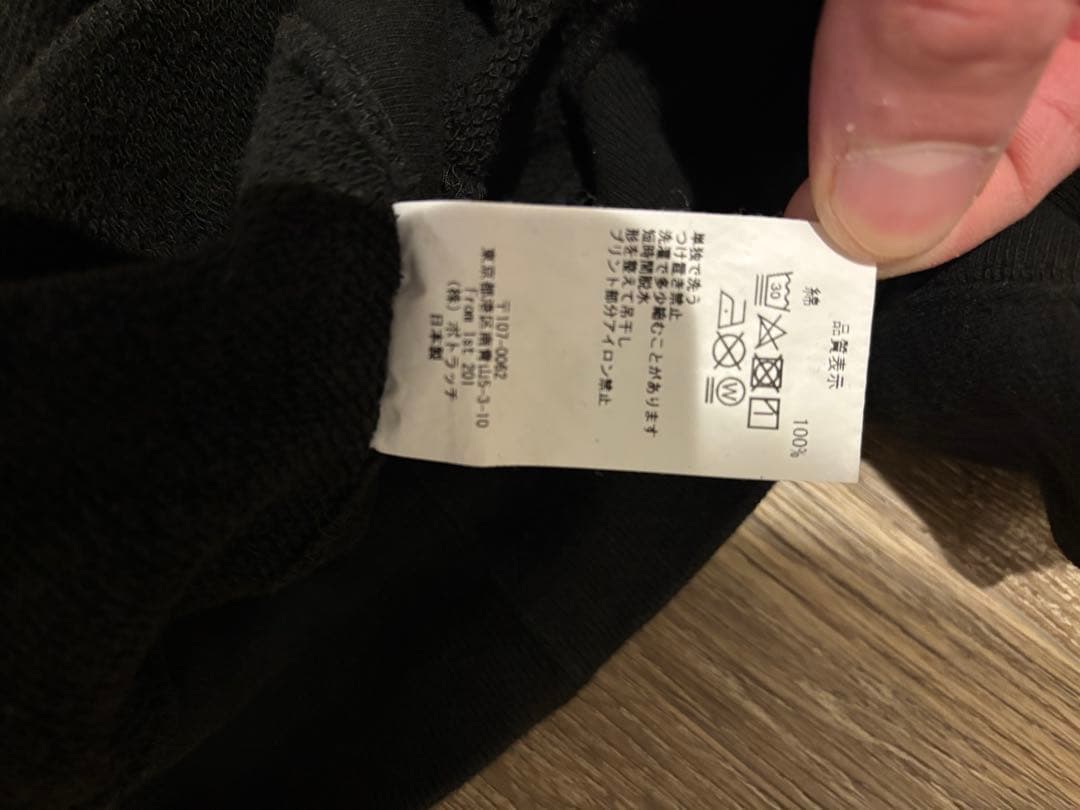 品質表示
綿 100%
30
W
単独で洗う
つけ置き禁止
洗濯で多少縮むことがあります
短時間脱水
形を整えて吊干し
プリント部分アイロン禁止
〒107-0062
東京都港区南青山5-3-10
from 1st 201
(株) ポトラッチ
日本製